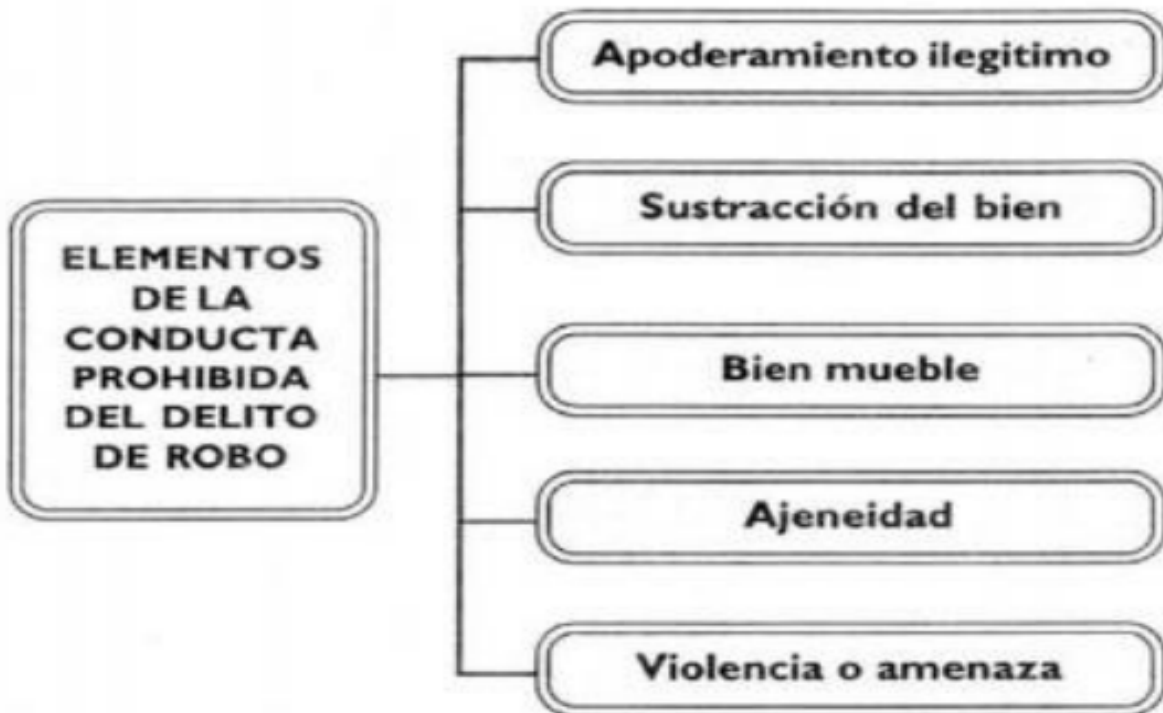 ELEMENTOS
DE LA
CONDUCTA
PROHIBIDA
DEL DELITO
DE ROBO
Apoderamiento ilegitimo
Sustracción del bien
Bien mueble
Ajeneidad
Violencia o amenaza